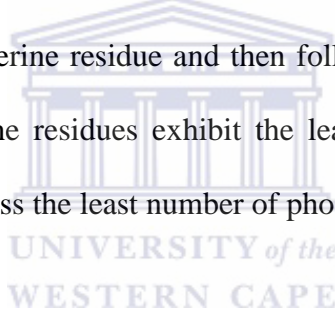 erine residue and then foll
ne residues exhibit the lea
ss the least number of pho
UNIVERSITY of the
WESTERN CAPE